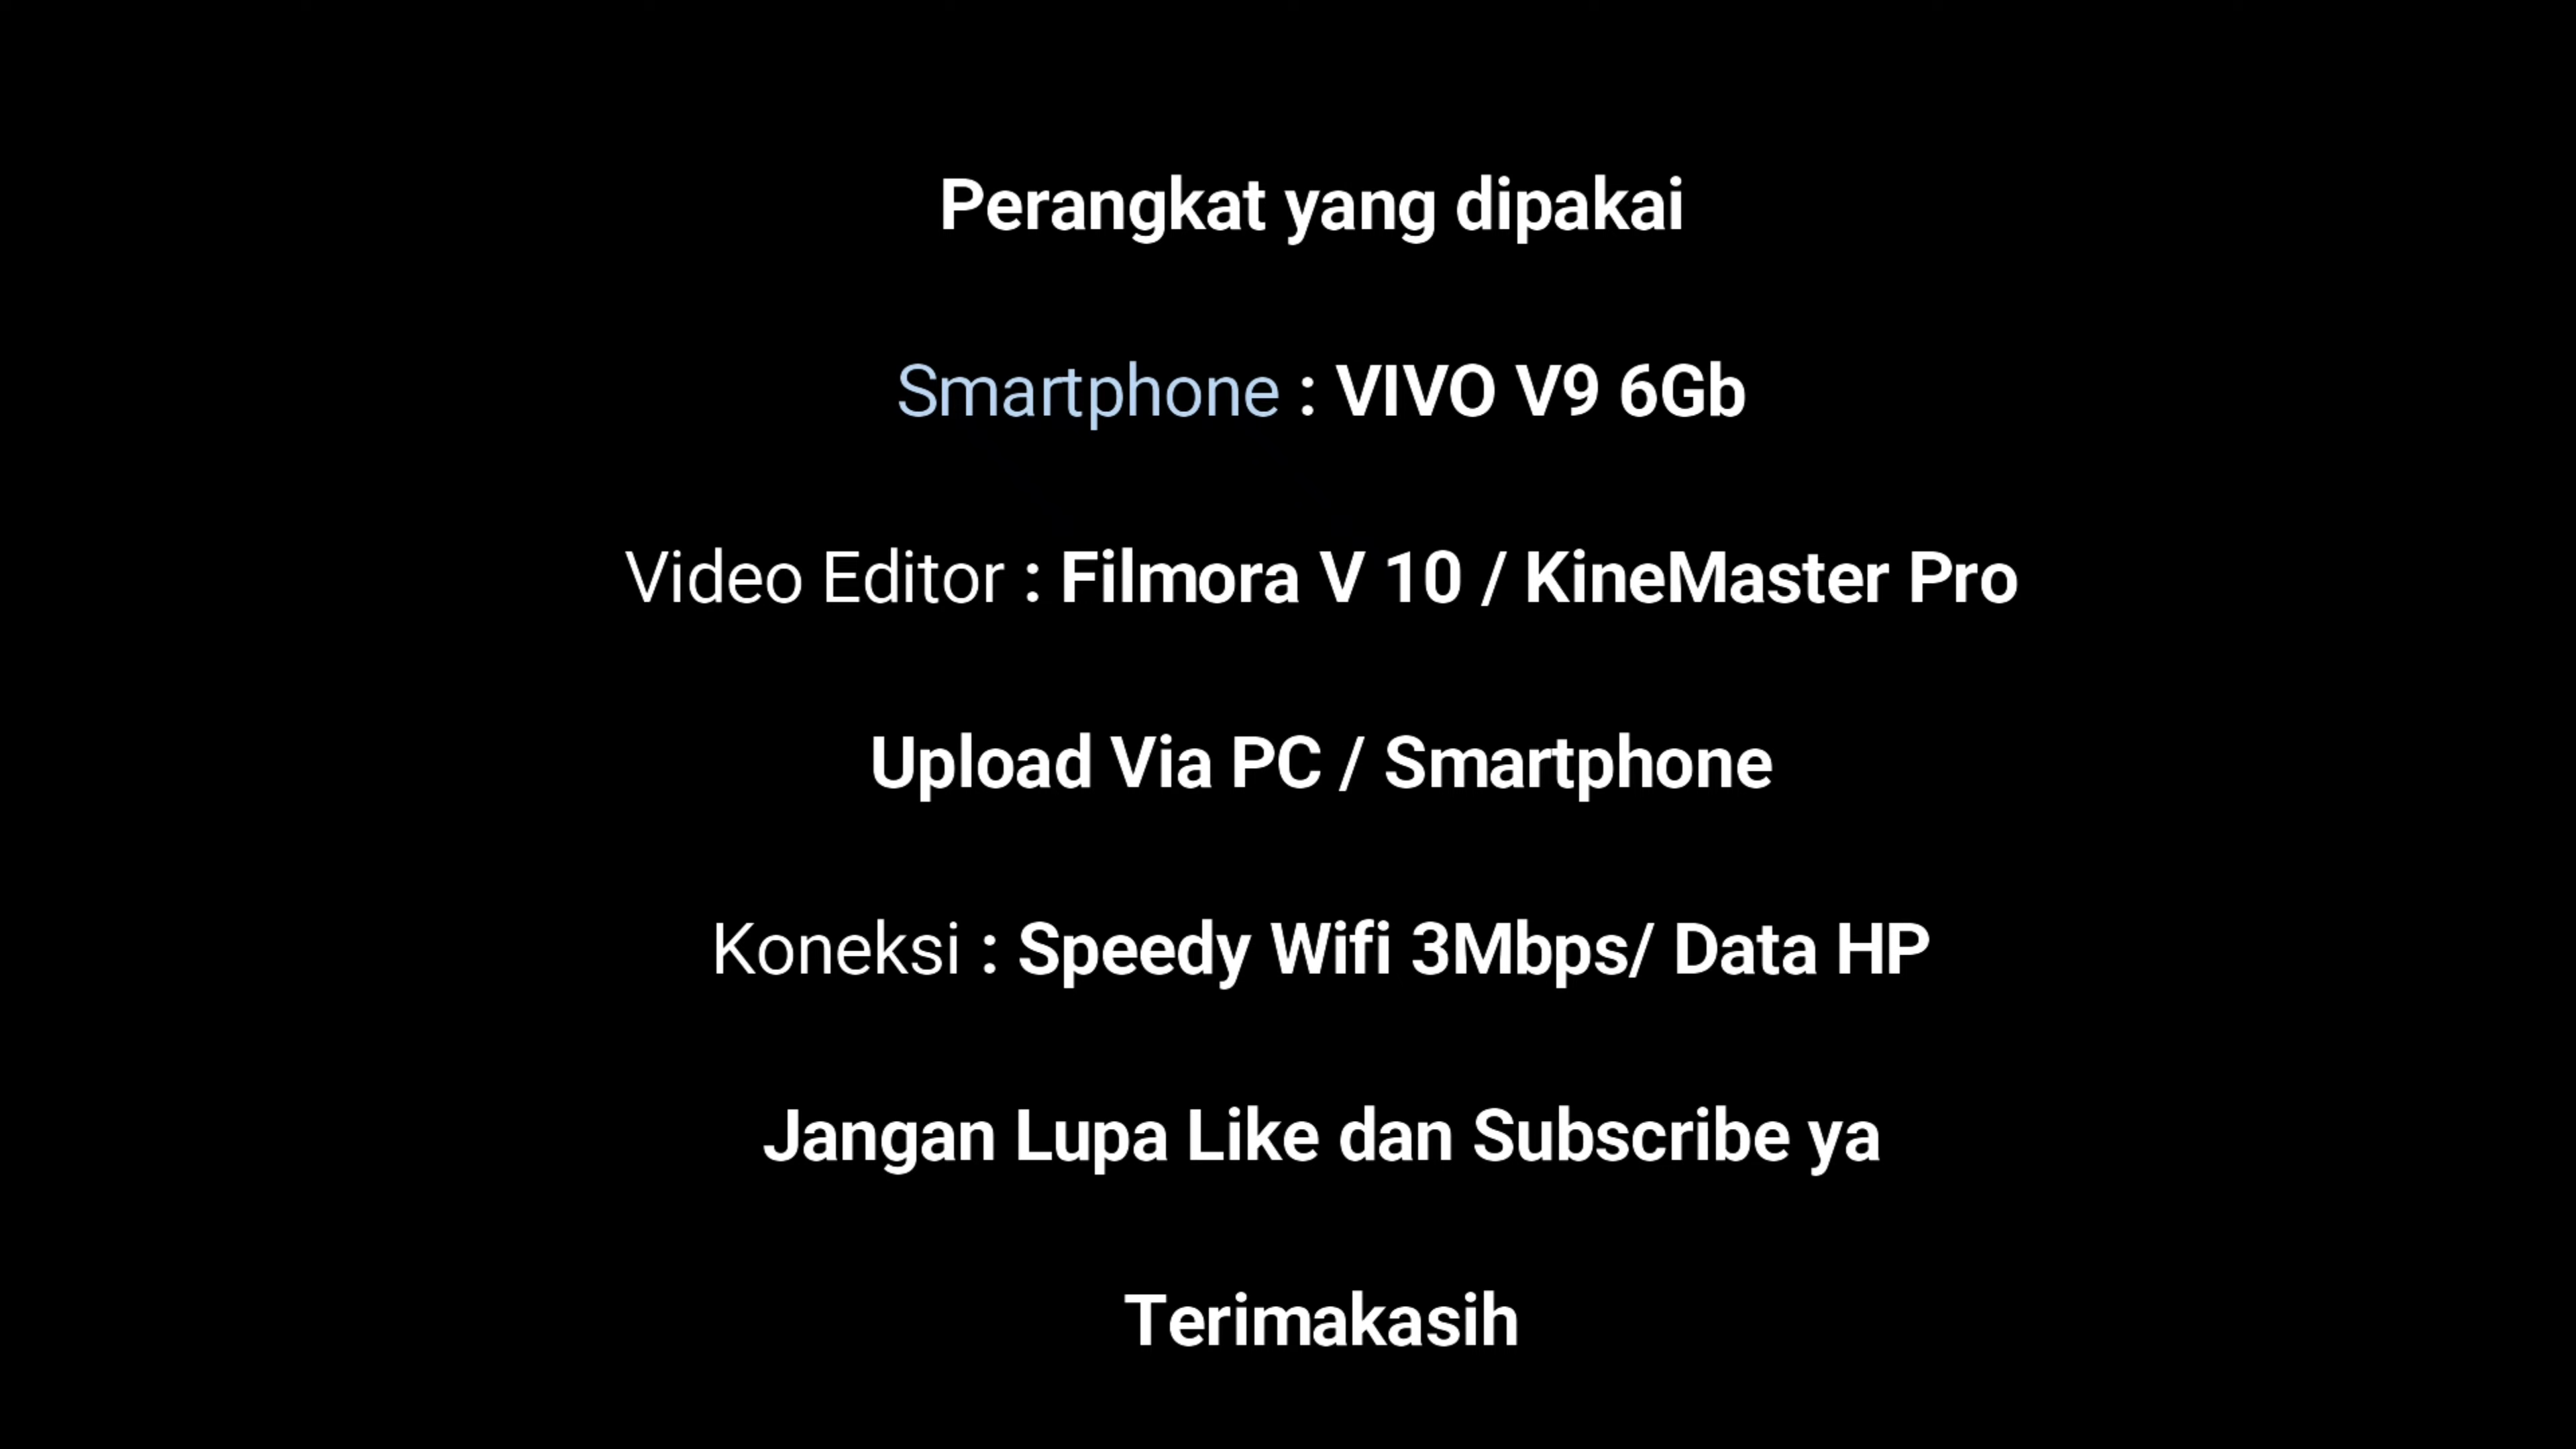 Perangkat yang dipakai
Smartphone : VIVO V9 6Gb
Video Editor : Filmora V 10 / KineMaster Pro
Upload Via PC / Smartphone
Koneksi : Speedy Wifi 3Mbps/ Data HP
Jangan Lupa Like dan Subscribe ya
Terimakasih